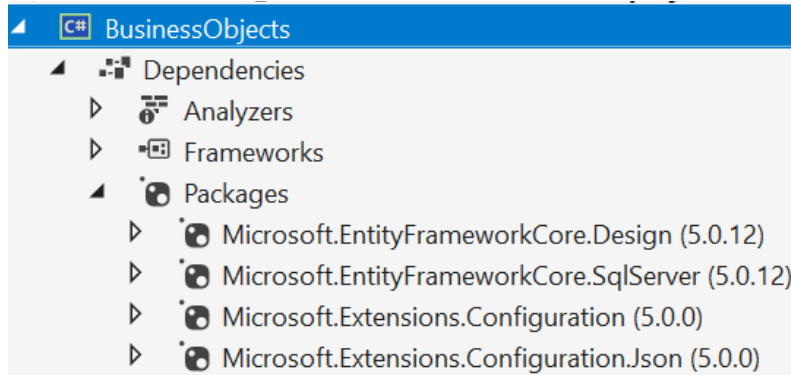 C# BusinessObjects
Dependencies
Analyzers
Frameworks
Packages
Microsoft.EntityFrameworkCore.Design (5.0.12)
Microsoft.EntityFrameworkCore.SqlServer (5.0.12)
Microsoft.Extensions.Configuration (5.0.0)
Microsoft.Extensions.Configuration.Json (5.0.0)